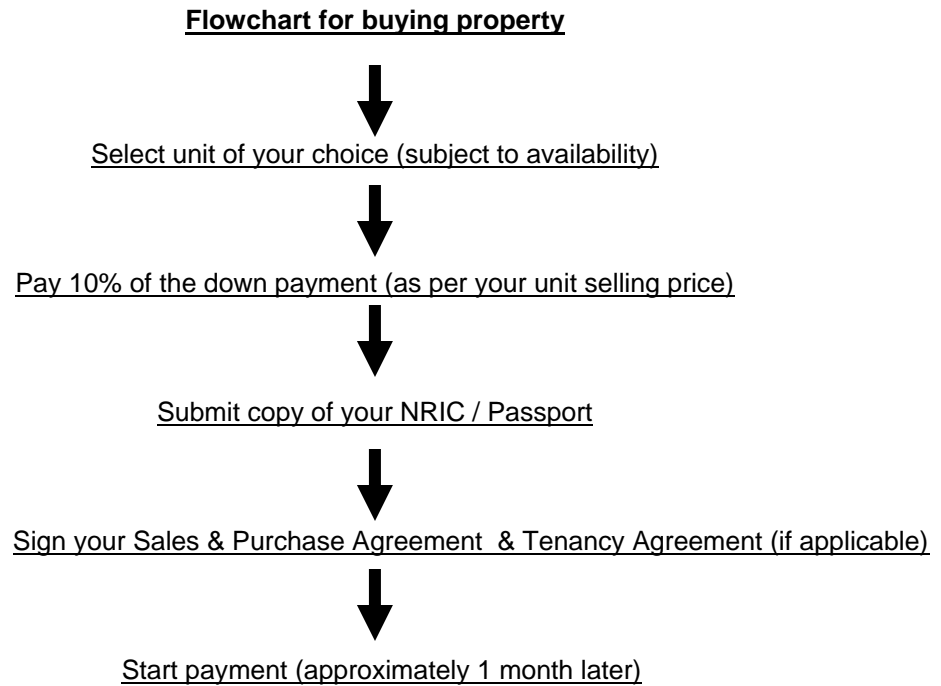 Flowchart for buying property
Select unit of your choice (subject to availability)
Pay 10% of the down payment (as per your unit selling price)
Submit copy of your NRIC / Passport
Sign your Sales & Purchase Agreement  & Tenancy Agreement (if applicable)
Start payment (approximately 1 month later)